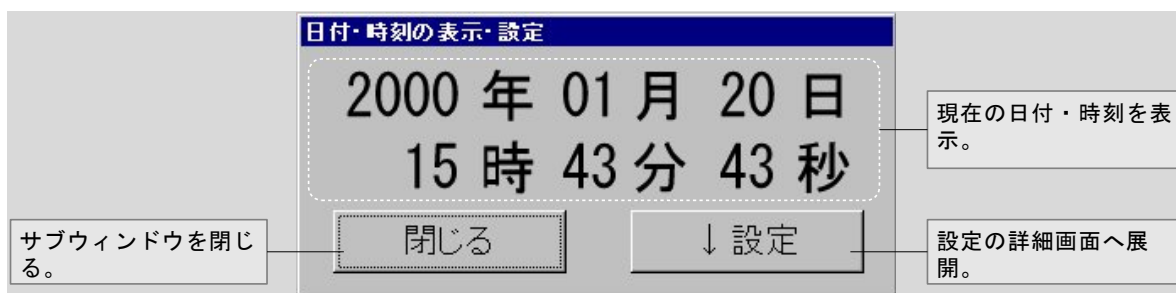 日付・時刻の表示・設定
2000 年 01 月 20 日
15 時 43 分 43 秒
現在の日付・時刻を表
示。
閉じる
↓設定
サブウィンドウを閉じ
る。
設定の詳細画面へ展
開。